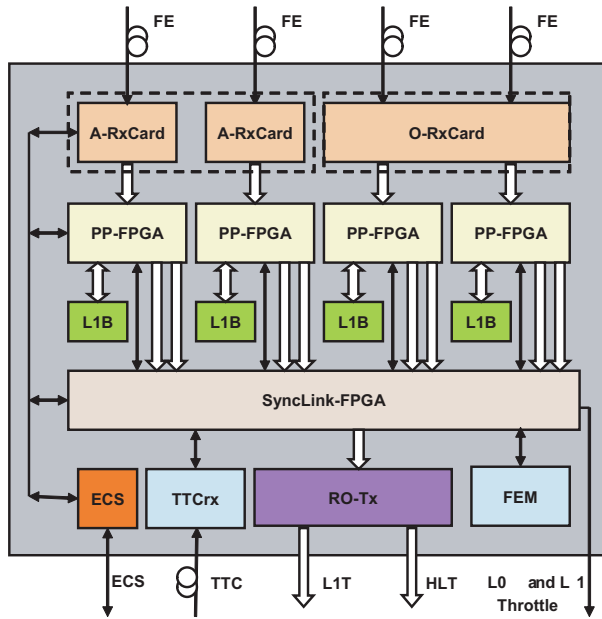 FE FE FE FE
A-RxCard A-RxCard O-RxCard
PP-FPGA PP-FPGA PP-FPGA PP-FPGA
L1B L1B L1B L1B
SyncLink-FPGA
ECS TTCrx RO-Tx FEM
ECS TTC L1T HLT L0 and L 1
Throttle